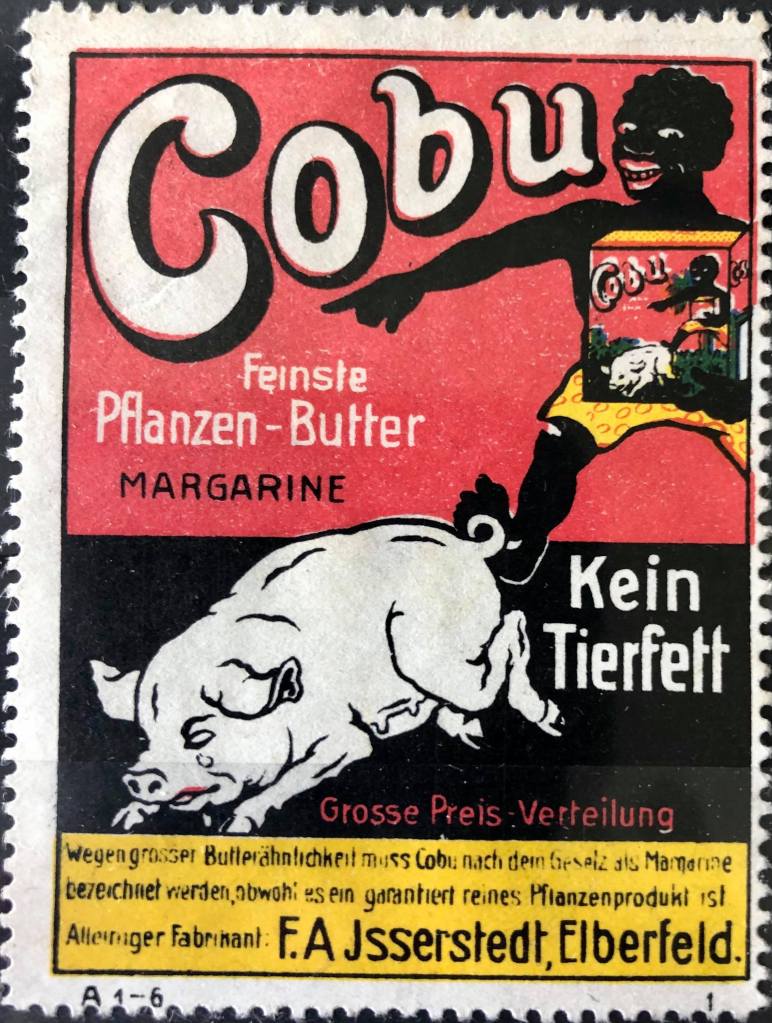 Cobu
Cobu
Feinste
Pflanzen-Butter
MARGARINE
Kein
Tierfett
Grosse Preis-Verteilung
Wegen grosser Butterähnlichkeit muss Cobu nach dem Gesetz als Margarine
bezeichnet werden, obwohl es ein garantiert reines Pflanzenprodukt ist
Alleiniger Fabrikant: F. A Jsserstedt, Elberfeld.
A 1-6
1